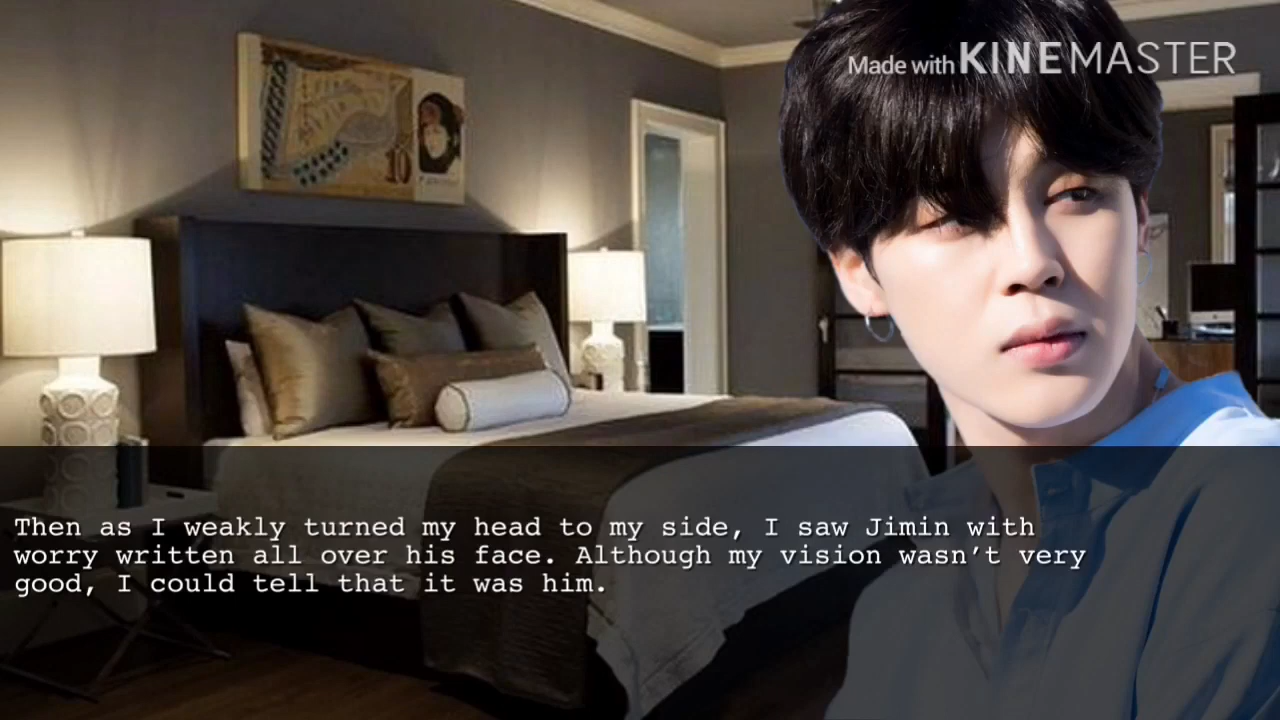 Made with KINEMASTER
10
Then as I weakly turned my head to my side, I saw Jimin with
worry written all over his face. Although my vision wasn’t very
good, I could tell that it was him.